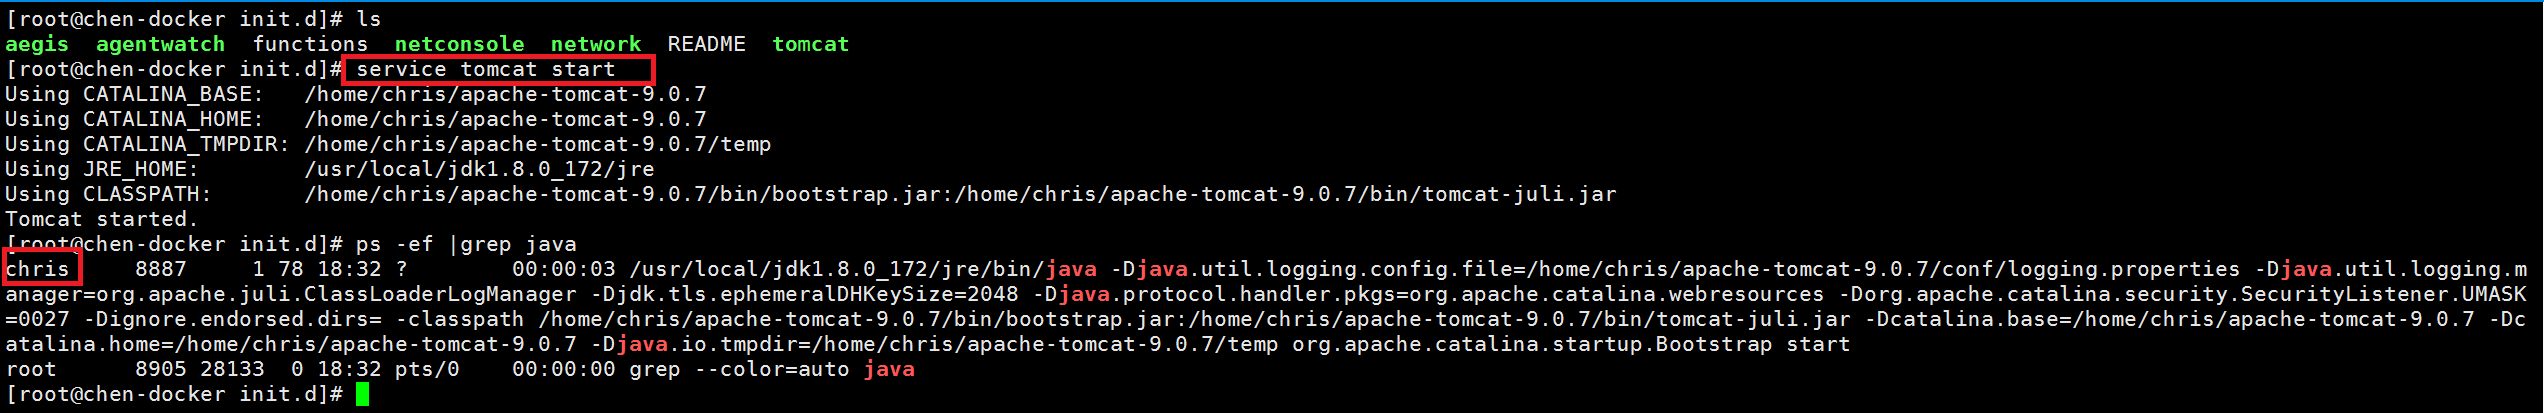 [root@chen-docker init.d]# ls
aegis  agentwatch  functions  netconsole  network  README  tomcat
[root@chen-docker init.d]# service tomcat start
Using CATALINA_BASE:   /home/chris/apache-tomcat-9.0.7
Using CATALINA_HOME:   /home/chris/apache-tomcat-9.0.7
Using CATALINA_TMPDIR: /home/chris/apache-tomcat-9.0.7/temp
Using JRE_HOME:        /usr/local/jdk1.8.0_172/jre
Using CLASSPATH:       /home/chris/apache-tomcat-9.0.7/bin/bootstrap.jar:/home/chris/apache-tomcat-9.0.7/bin/tomcat-juli.jar
Tomcat started.
[root@chen-docker init.d]# ps -ef |grep java
chris     8887     1 78 18:32 ?        00:00:03 /usr/local/jdk1.8.0_172/jre/bin/java -Djava.util.logging.config.file=/home/chris/apache-tomcat-9.0.7/conf/logging.properties -Djava.util.logging.m
anager=org.apache.juli.ClassLoaderLogManager -Djdk.tls.ephemeralDHKeySize=2048 -Djava.protocol.handler.pkgs=org.apache.catalina.webresources -Dorg.apache.catalina.security.SecurityListener.UMASK
=0027 -Dignore.endorsed.dirs= -classpath /home/chris/apache-tomcat-9.0.7/bin/bootstrap.jar:/home/chris/apache-tomcat-9.0.7/bin/tomcat-juli.jar -Dcatalina.base=/home/chris/apache-tomcat-9.0.7 -Dc
atalina.home=/home/chris/apache-tomcat-9.0.7 -Djava.io.tmpdir=/home/chris/apache-tomcat-9.0.7/temp org.apache.catalina.startup.Bootstrap start
root      8905 28133  0 18:32 pts/0    00:00:00 grep --color=auto java
[root@chen-docker init.d]#